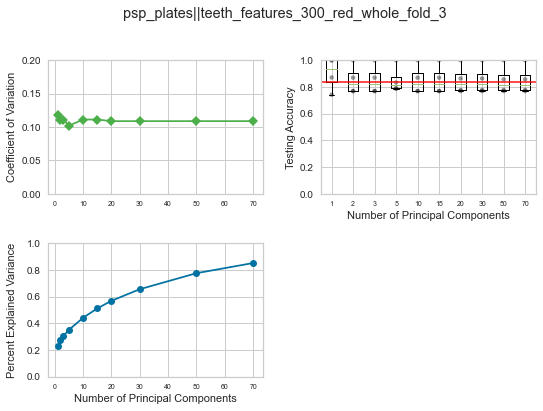 psp_plates||teeth_features_300_red_whole_fold_3
Coefficient of Variation
0.20
0.15
0.10
0.05
0.00
0 10 20 30 40 50 60 70
Testing Accuracy
1.0
0.8
0.6
0.4
0.2
0.0
1 2 3 5 10 15 20 30 50 70
Number of Principal Components
Percent Explained Variance
1.0
0.8
0.6
0.4
0.2
0.0
0 10 20 30 40 50 60 70
Number of Principal Components